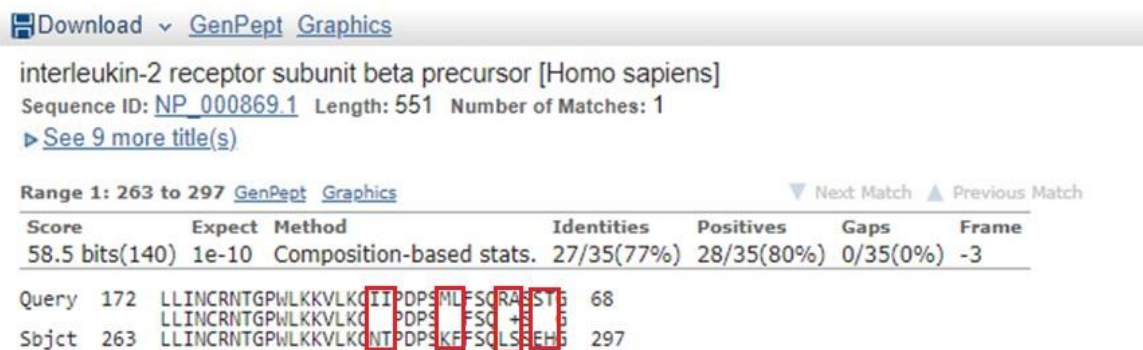 Download GenPept Graphics
interleukin-2 receptor subunit beta precursor [Homo sapiens]
Sequence ID: NP_000869.1 Length: 551 Number of Matches: 1
See 9 more title(s)
Range 1: 263 to 297 GenPept Graphics Next Match Previous Match
Score Expect Method Identities Positives Gaps Frame
58.5 bits(140) 1e-10 Composition-based stats. 27/35(77%) 28/35(80%) 0/35(0%) -3
Query 172 LLINCRNTGPWLKKVLKCIIPDPSMLFSQRASSTG 68
LLINCRNTGPWLKKVLKC  PDPS  FSQ +S  G
Sbjct 263 LLINCRNTGPWLKKVLKCNTPDPSKFFSQLSSEHG 297